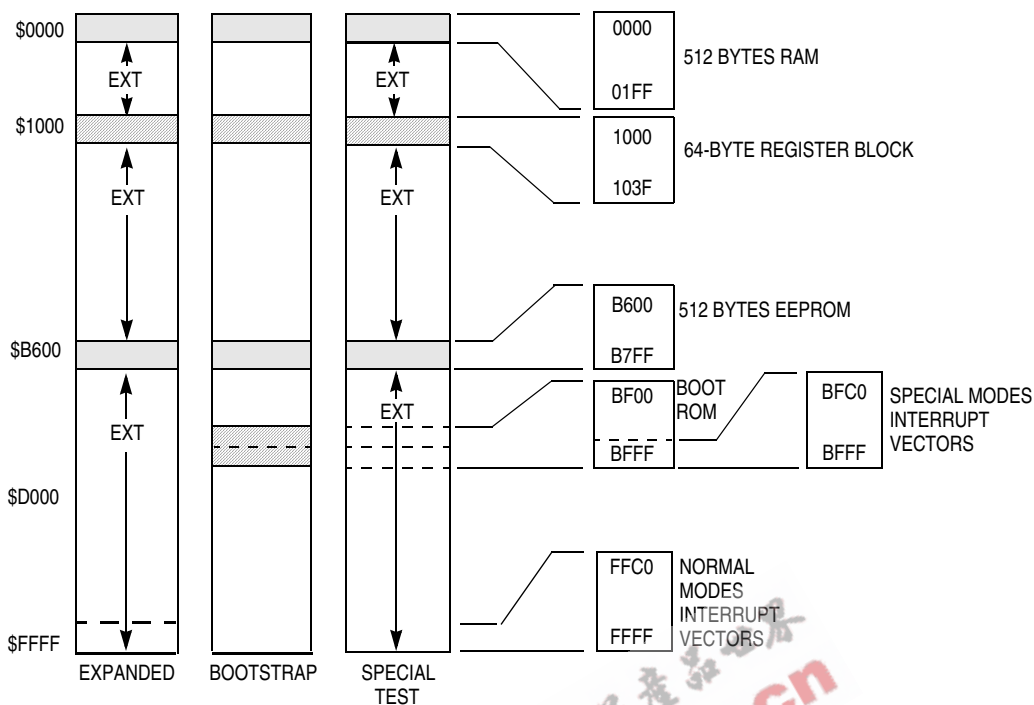 $0000
$1000
$B600
$D000
$FFFF
EXT
EXT
EXT
EXPANDED
BOOTSTRAP
EXT
EXT
EXT
SPECIAL
TEST
0000
01FF
512 BYTES RAM
1000
103F
64-BYTE REGISTER BLOCK
B600
B7FF
512 BYTES EEPROM
BF00
BFFF
BOOT
ROM
BFC0
BFFF
SPECIAL MODES
INTERRUPT
VECTORS
FFC0
FFFF
NORMAL
MODES
INTERRUPT
VECTORS
.cn